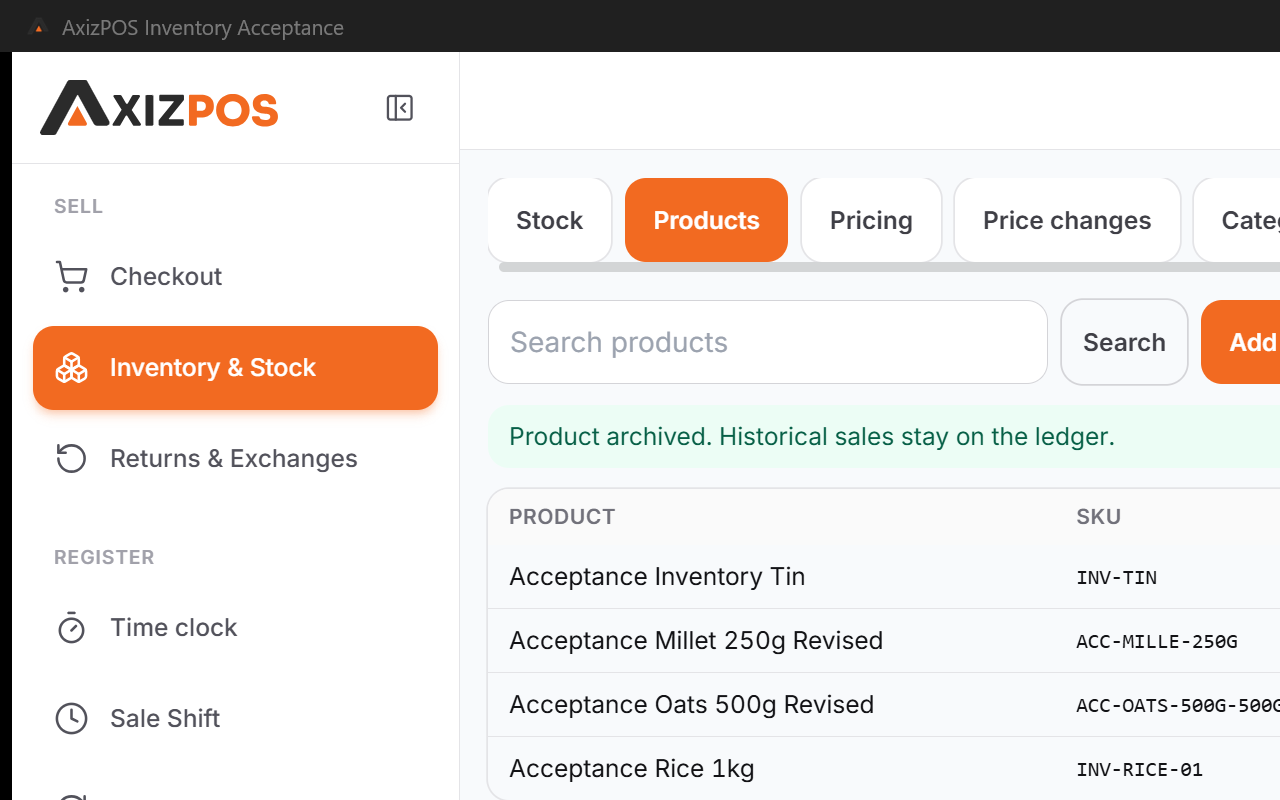 AxizPOS Inventory Acceptance
AXIZPOS
SELL
Checkout
Inventory & Stock
Returns & Exchanges
REGISTER
Time clock
Sale Shift
Stock
Products
Pricing
Price changes
Search products
Search
Add
Product archived. Historical sales stay on the ledger.
PRODUCT SKU
Acceptance Inventory Tin INV-TIN
Acceptance Millet 250g Revised ACC-MILLE-250G
Acceptance Oats 500g Revised ACC-OATS-500G-500G
Acceptance Rice 1kg INV-RICE-01